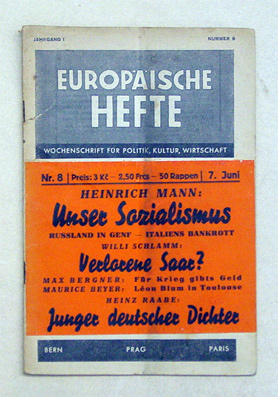 JAHRGANG I NUMMER 8
EUROPÄISCHE
HEFTE
WOCHENSCHRIFT FÜR POLITIK, KULTUR, WIRTSCHAFT
Nr. 8 | Preis: 3 Kč – 2,50 Frcs – 50 Rappen | 7. Juni
HEINRICH MANN:
Unser Sozialismus
RUSSLAND IN GENF – ITALIENS BANKROTT
WILLI SCHLAMM:
Verlorene Saar?
MAX BERGNER: Für Krieg gibts Geld
MAURICE BEYER: Léon Blum in Toulouse
HEINZ RAABE:
Junger deutscher Dichter
BERN PRAG PARIS